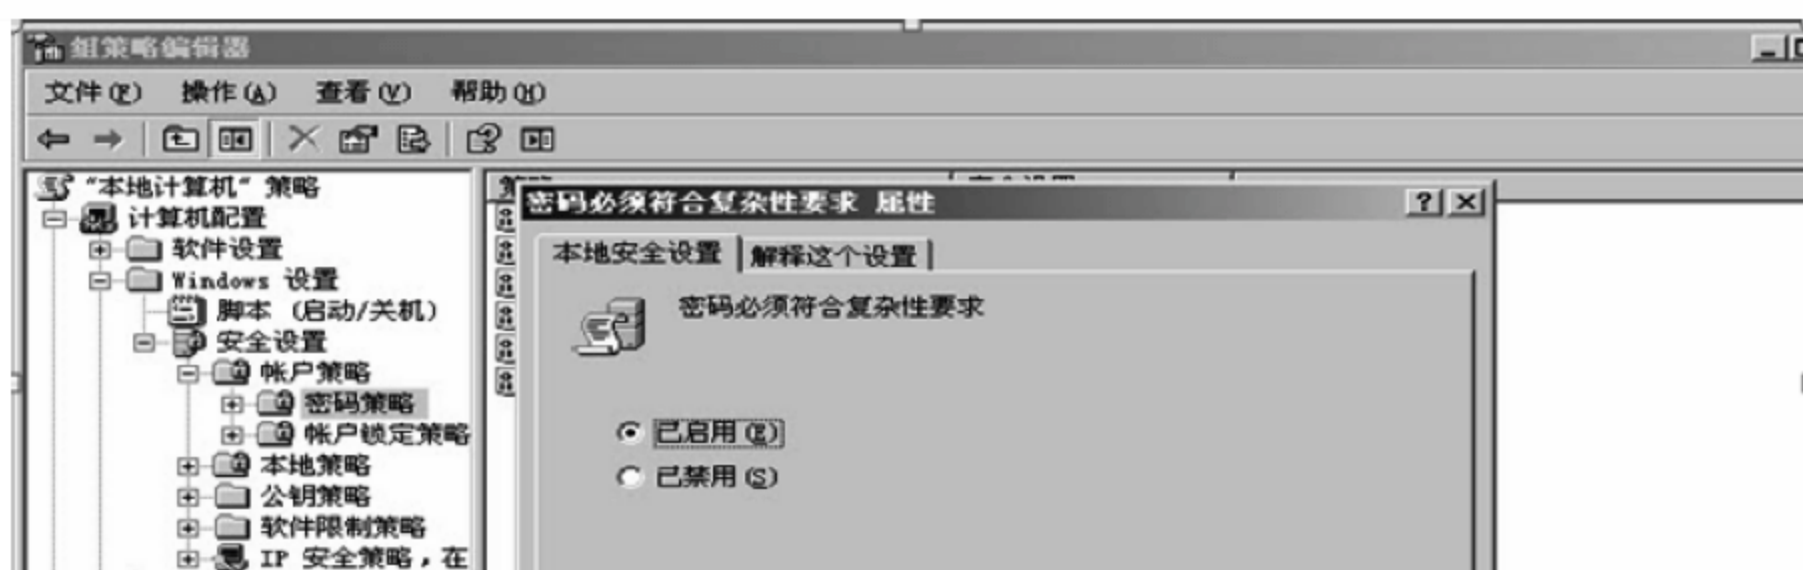 组策略编辑器
文件(F) 操作(A) 查看(V) 帮助(H)
“本地计算机” 策略
计算机配置
软件设置
Windows 设置
脚本 (启动/关机)
安全设置
帐户策略
密码策略
帐户锁定策略
本地策略
公钥策略
软件限制策略
IP 安全策略，在
密码必须符合复杂性要求 属性
本地安全设置 解释这个设置
密码必须符合复杂性要求
已启用(E)
已禁用(S)